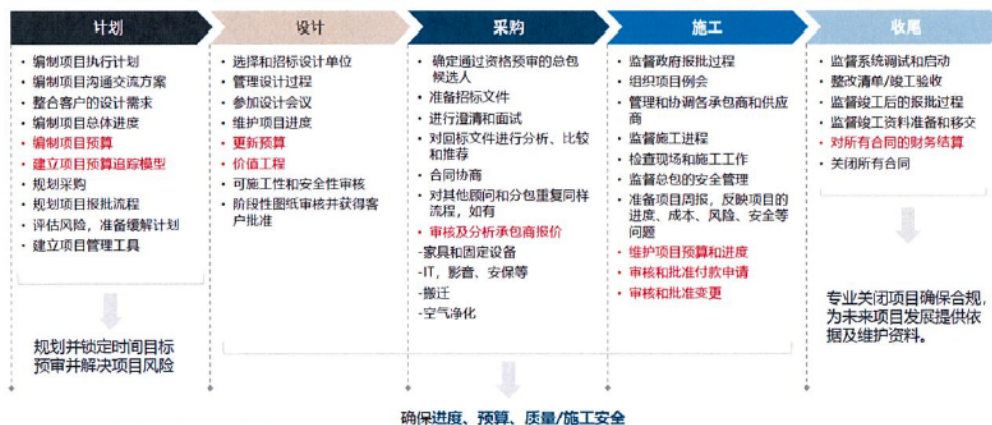 计划
编制项目执行计划
编制项目沟通交流方案
整合客户的设计需求
编制项目总体进度
编制项目预算
建立项目预算追踪模型
规划采购
规划项目报批流程
评估风险，准备缓解计划
建立项目管理工具
规划并锁定时间目标
预审并解决项目风险
设计
选择和招标设计单位
管理设计过程
参加设计会议
维护项目进度
更新预算
价值工程
可施工性和安全性审核
阶段性图纸审核并获得客
户批准
采购
确定通过资格预审的总包
候选人
准备招标文件
进行澄清和面试
对回标文件进行分析、比较
和推荐
合同协商
对其他顾问和分包重复同样
流程，如有
审核及分析承包商报价
-家具和固定设备
-IT，影音、安保等
-搬迁
-空气净化
施工
监督政府报批过程
组织项目例会
管理和协调各承包商和供应
商
监督施工进程
检查现场和施工工作
监督总包的安全管理
准备项目周报，反映项目的
进度、成本、风险、安全等
问题
维护项目预算和进度
审核和批准付款申请
审核和批准变更
收尾
监督系统调试和启动
整改清单/竣工验收
监督竣工后的报批过程
监督竣工资料准备和移交
对所有合同的财务结算
关闭所有合同
专业关闭项目确保合规，
为未来项目发展提供依
据及维护资料。
确保进度、预算、质量/施工安全